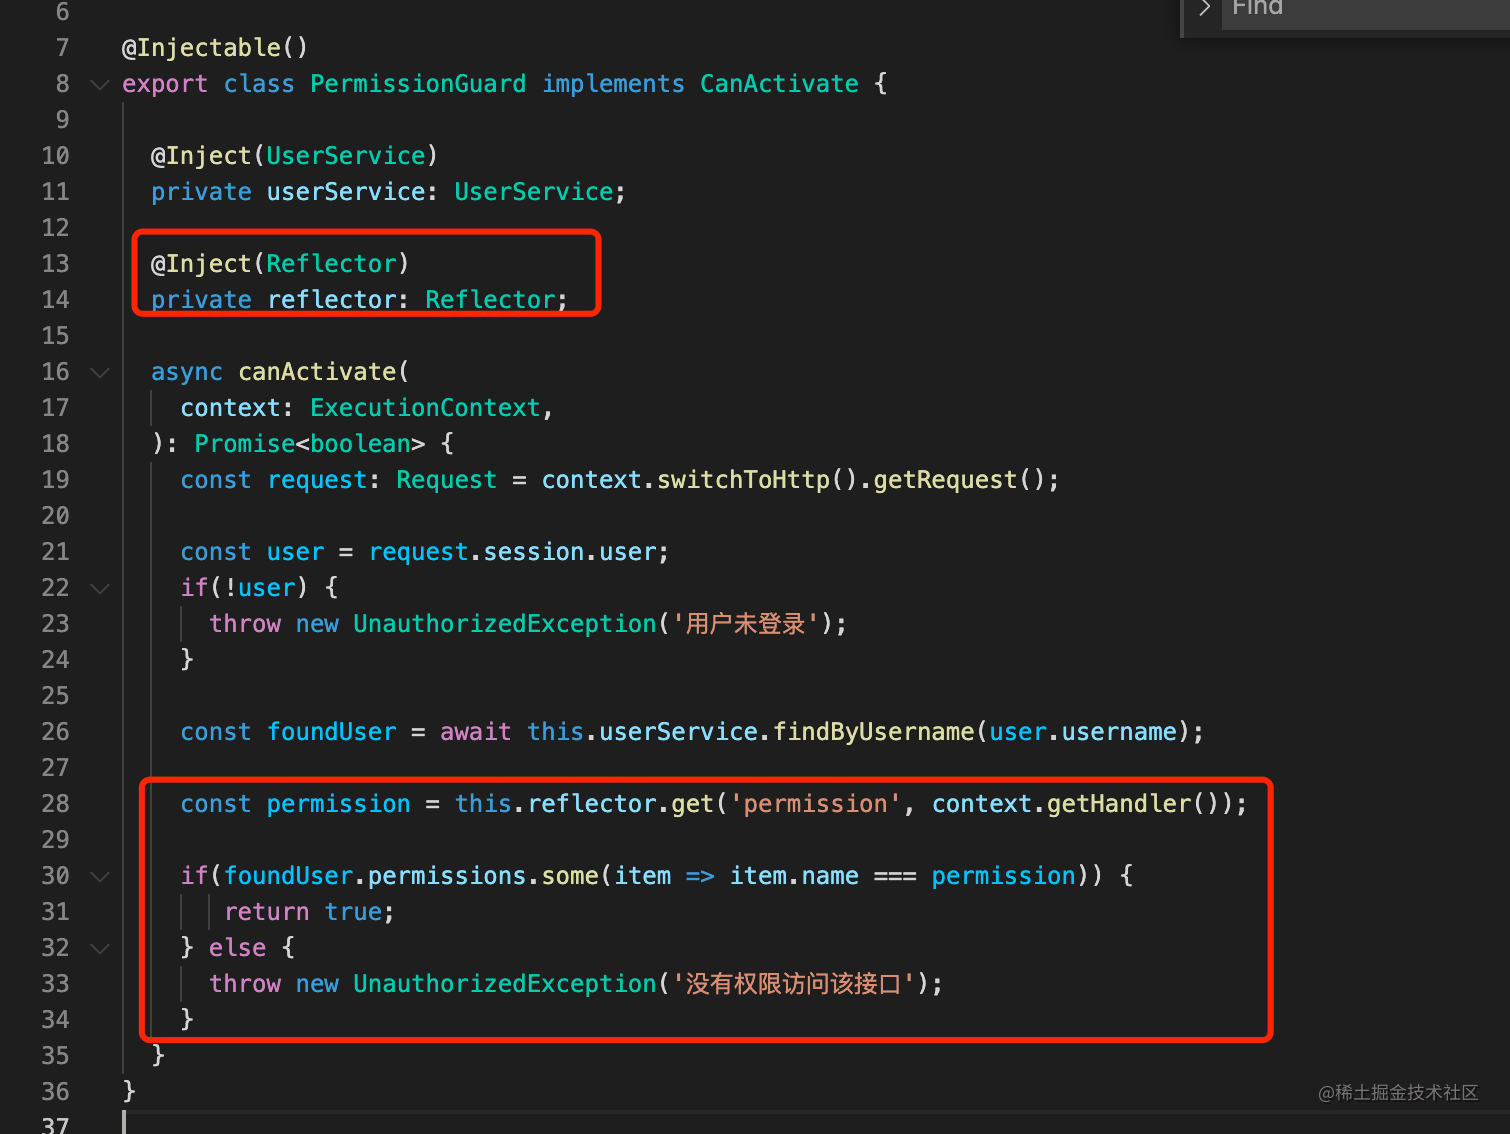 Find
6
7 @Injectable()
8 export class PermissionGuard implements CanActivate {
9
10 @Inject(UserService)
11 private userService: UserService;
12
13 @Inject(Reflector)
14 private reflector: Reflector;
15
16 async canActivate(
17 context: ExecutionContext,
18 ): Promise<boolean> {
19 const request: Request = context.switchToHttp().getRequest();
20
21 const user = request.session.user;
22 if(!user) {
23 throw new UnauthorizedException('用户未登录');
24 }
25
26 const foundUser = await this.userService.findByUsername(user.username);
27
28 const permission = this.reflector.get('permission', context.getHandler());
29
30 if(foundUser.permissions.some(item => item.name === permission)) {
31 return true;
32 } else {
33 throw new UnauthorizedException('没有权限访问该接口');
34 }
35 }
36 }
37
@稀土掘金技术社区